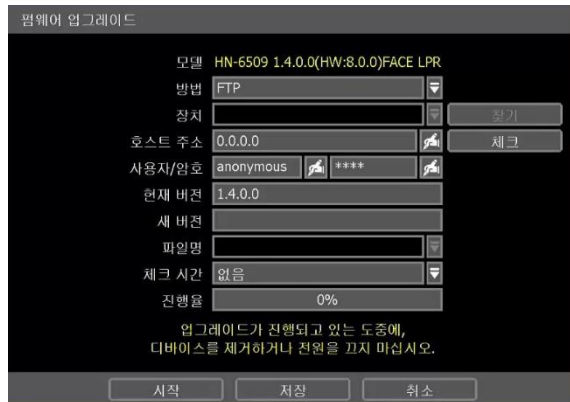 펌웨어 업그레이드
모델 HN-6509 1.4.0.0(HW:8.0.0)FACE LPR
방법 FTP
장치 찾기
호스트 주소 0.0.0.0 체크
사용자/암호 anonymous ****
현재 버전 1.4.0.0
새 버전
파일명
체크 시간 없음
진행율 0%
업그레이드가 진행되고 있는 도중에,
디바이스를 제거하거나 전원을 끄지 마십시오.
시작 저장 취소